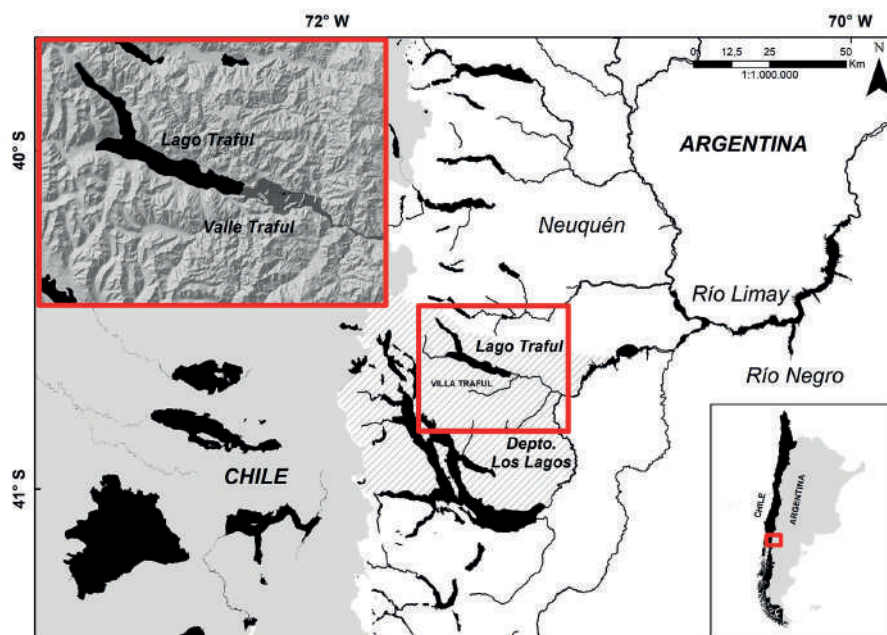 72° W
70° W
0
12,5
25
50
Km
1:1.000.000
N
40° S
41° S
Lago Traful
Valle Traful
ARGENTINA
Neuquén
Río Limay
Lago Traful
VILLA TRAFUL
Río Negro
Depto.
Los Lagos
CHILE
CHILE
ARGENTINA